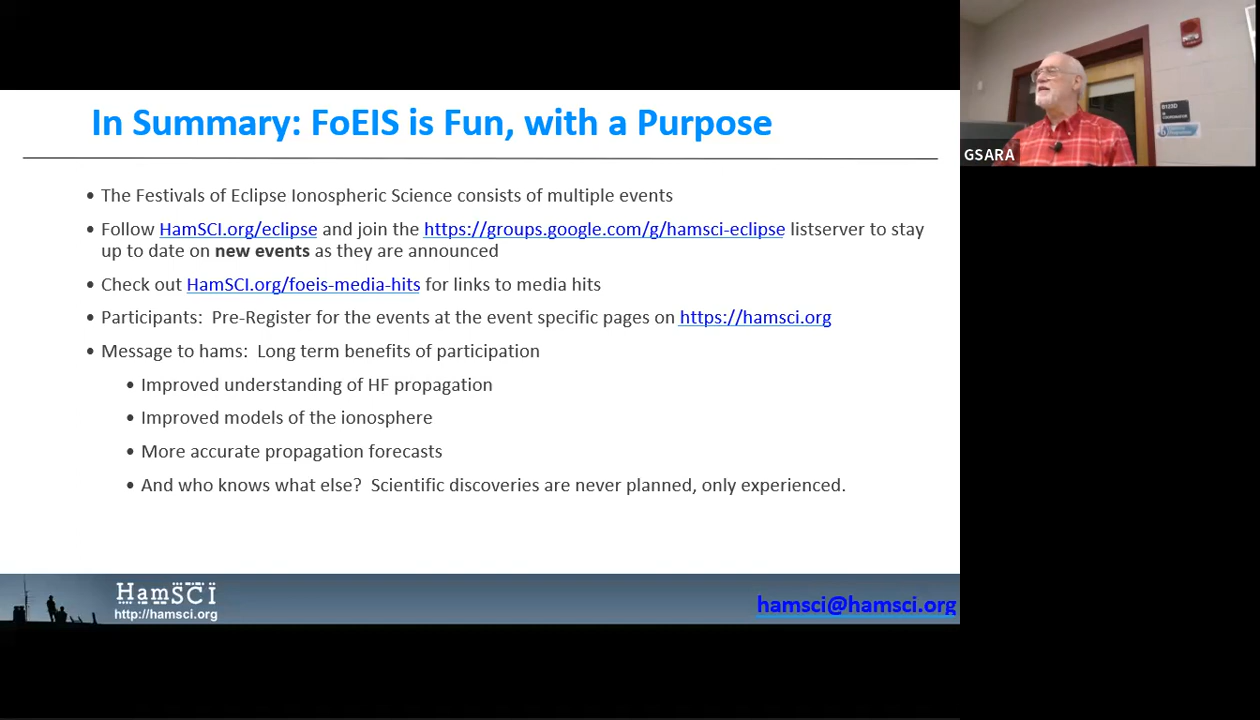 In Summary: FoEIS is Fun, with a Purpose
• The Festivals of Eclipse Ionospheric Science consists of multiple events
• Follow HamSCI.org/eclipse and join the https://groups.google.com/g/hamsci-eclipse listserver to stay
up to date on new events as they are announced
• Check out HamSCI.org/foeis-media-hits for links to media hits
• Participants:  Pre-Register for the events at the event specific pages on https://hamsci.org
• Message to hams:  Long term benefits of participation
• Improved understanding of HF propagation
• Improved models of the ionosphere
• More accurate propagation forecasts
• And who knows what else?  Scientific discoveries are never planned, only experienced.
HamSCI
http://hamsci.org
hamsci@hamsci.org
GSARA